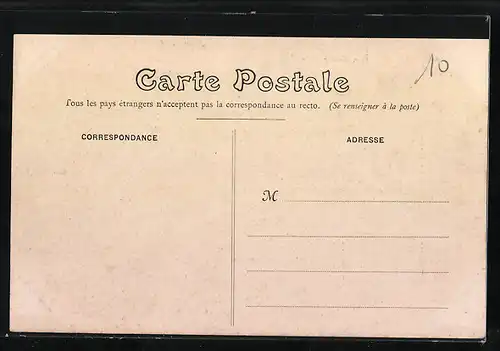 10
Carte Postale
Tous les pays étrangers n'acceptent pas la correspondance au recto. (Se renseigner à la poste)
CORRESPONDANCE
ADRESSE
M